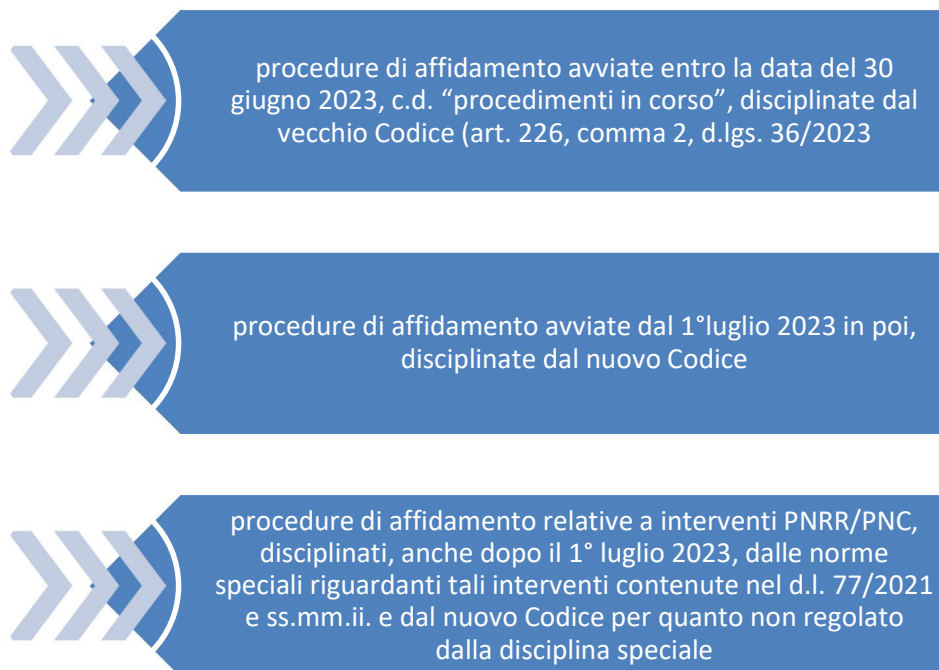 procedure di affidamento avviate entro la data del 30
giugno 2023, c.d. “procedimenti in corso”, disciplinate dal
vecchio Codice (art. 226, comma 2, d.lgs. 36/2023
procedure di affidamento avviate dal 1°luglio 2023 in poi,
disciplinate dal nuovo Codice
procedure di affidamento relative a interventi PNRR/PNC,
disciplinati, anche dopo il 1° luglio 2023, dalle norme
speciali riguardanti tali interventi contenute nel d.l. 77/2021
e ss.mm.ii. e dal nuovo Codice per quanto non regolato
dalla disciplina speciale